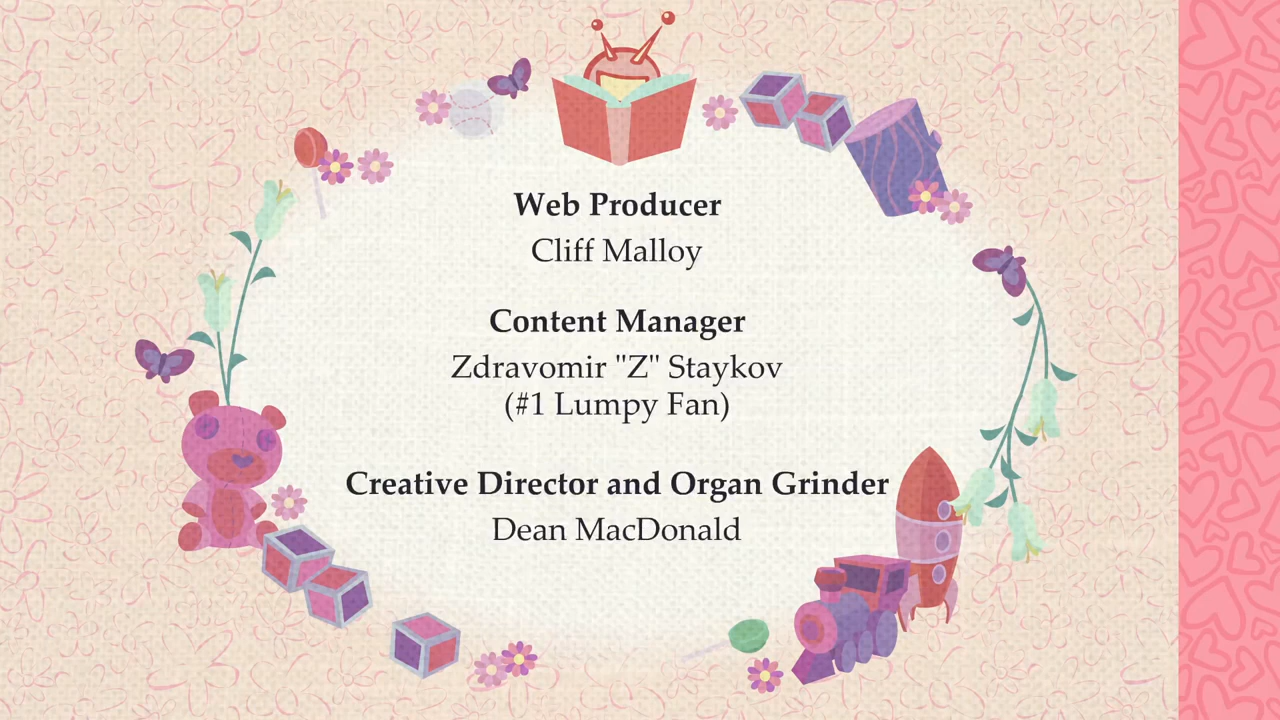 Web Producer
Cliff Malloy
Content Manager
Zdravomir "Z" Staykov
(#1 Lumpy Fan)
Creative Director and Organ Grinder
Dean MacDonald